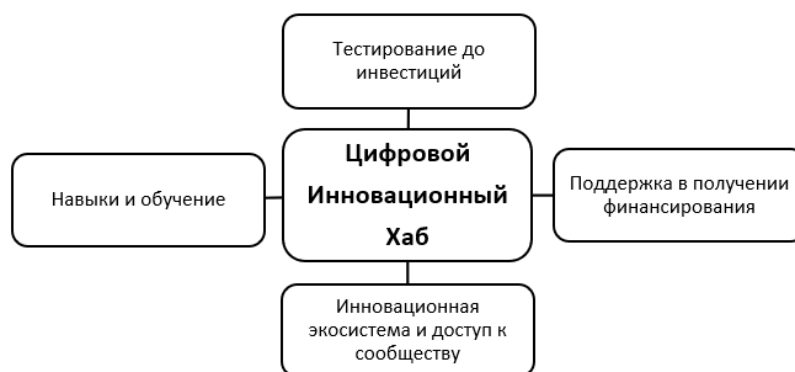 Тестирование до
инвестиций
Навыки и обучение
Цифровой
Инновационный
Хаб
Поддержка в получении
финансирования
Инновационная
экосистема и доступ к
сообществу